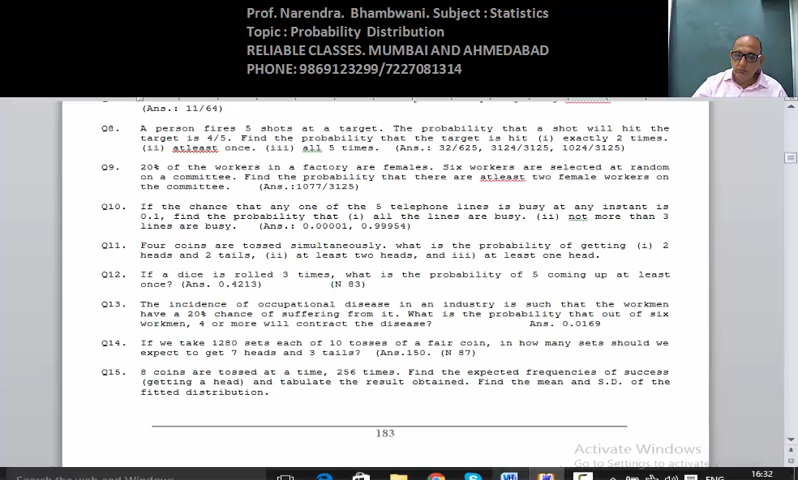 Prof. Narendra. Bhambwani. Subject : Statistics
Topic : Probability Distribution
RELIABLE CLASSES. MUMBAI AND AHMEDABAD
PHONE: 9869123299/7227081314
(Ans.: 11/64)
Q8. A person fires 5 shots at a target. The probability that a shot will hit the
target is 4/5. Find the probability that the target is hit (i) exactly 2 times.
(ii) atleast once. (iii) all 5 times. (Ans.: 32/625, 3124/3125, 1024/3125)
Q9. 20% of the workers in a factory are females. Six workers are selected at random
on a committee. Find the probability that there are atleast two female workers on
the committee. (Ans.:1077/3125)
Q10. If the chance that any one of the 5 telephone lines is busy at any instant is
0.1, find the probability that (i) all the lines are busy. (ii) not more than 3
lines are busy. (Ans.: 0.00001, 0.99954)
Q11. Four coins are tossed simultaneously. what is the probability of getting (i) 2
heads and 2 tails, (ii) at least two heads, and iii) at least one head.
Q12. If a dice is rolled 3 times, what is the probability of 5 coming up at least
once? (Ans. 0.4213) (N 83)
Q13. The incidence of occupational disease in an industry is such that the workmen
have a 20% chance of suffering from it. What is the probability that out of six
workmen, 4 or more will contract the disease? Ans. 0.0169
Q14. If we take 1280 sets each of 10 tosses of a fair coin, in how many sets should we
expect to get 7 heads and 3 tails? (Ans.150. (N 87)
Q15. 8 coins are tossed at a time, 256 times. Find the expected frequencies of success
(getting a head) and tabulate the result obtained. Find the mean and S.D. of the
fitted distribution.
183
Activate Windows
Go to Settings to activate
Search the web and Windows
ENG
16:32